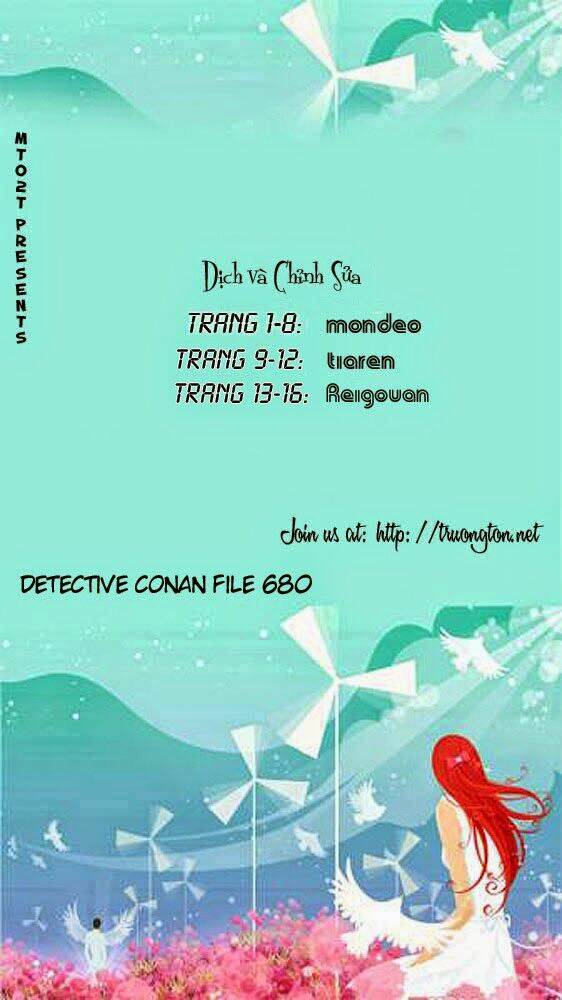 MTO2T PRESENTS
Dịch và Chỉnh Sửa
TRANG 1-8: mondeo
TRANG 9-12: tiaren
TRANG 13-16: Reigouan
Join us at: http://truongton.net
DETECTIVE CONAN FILE 680